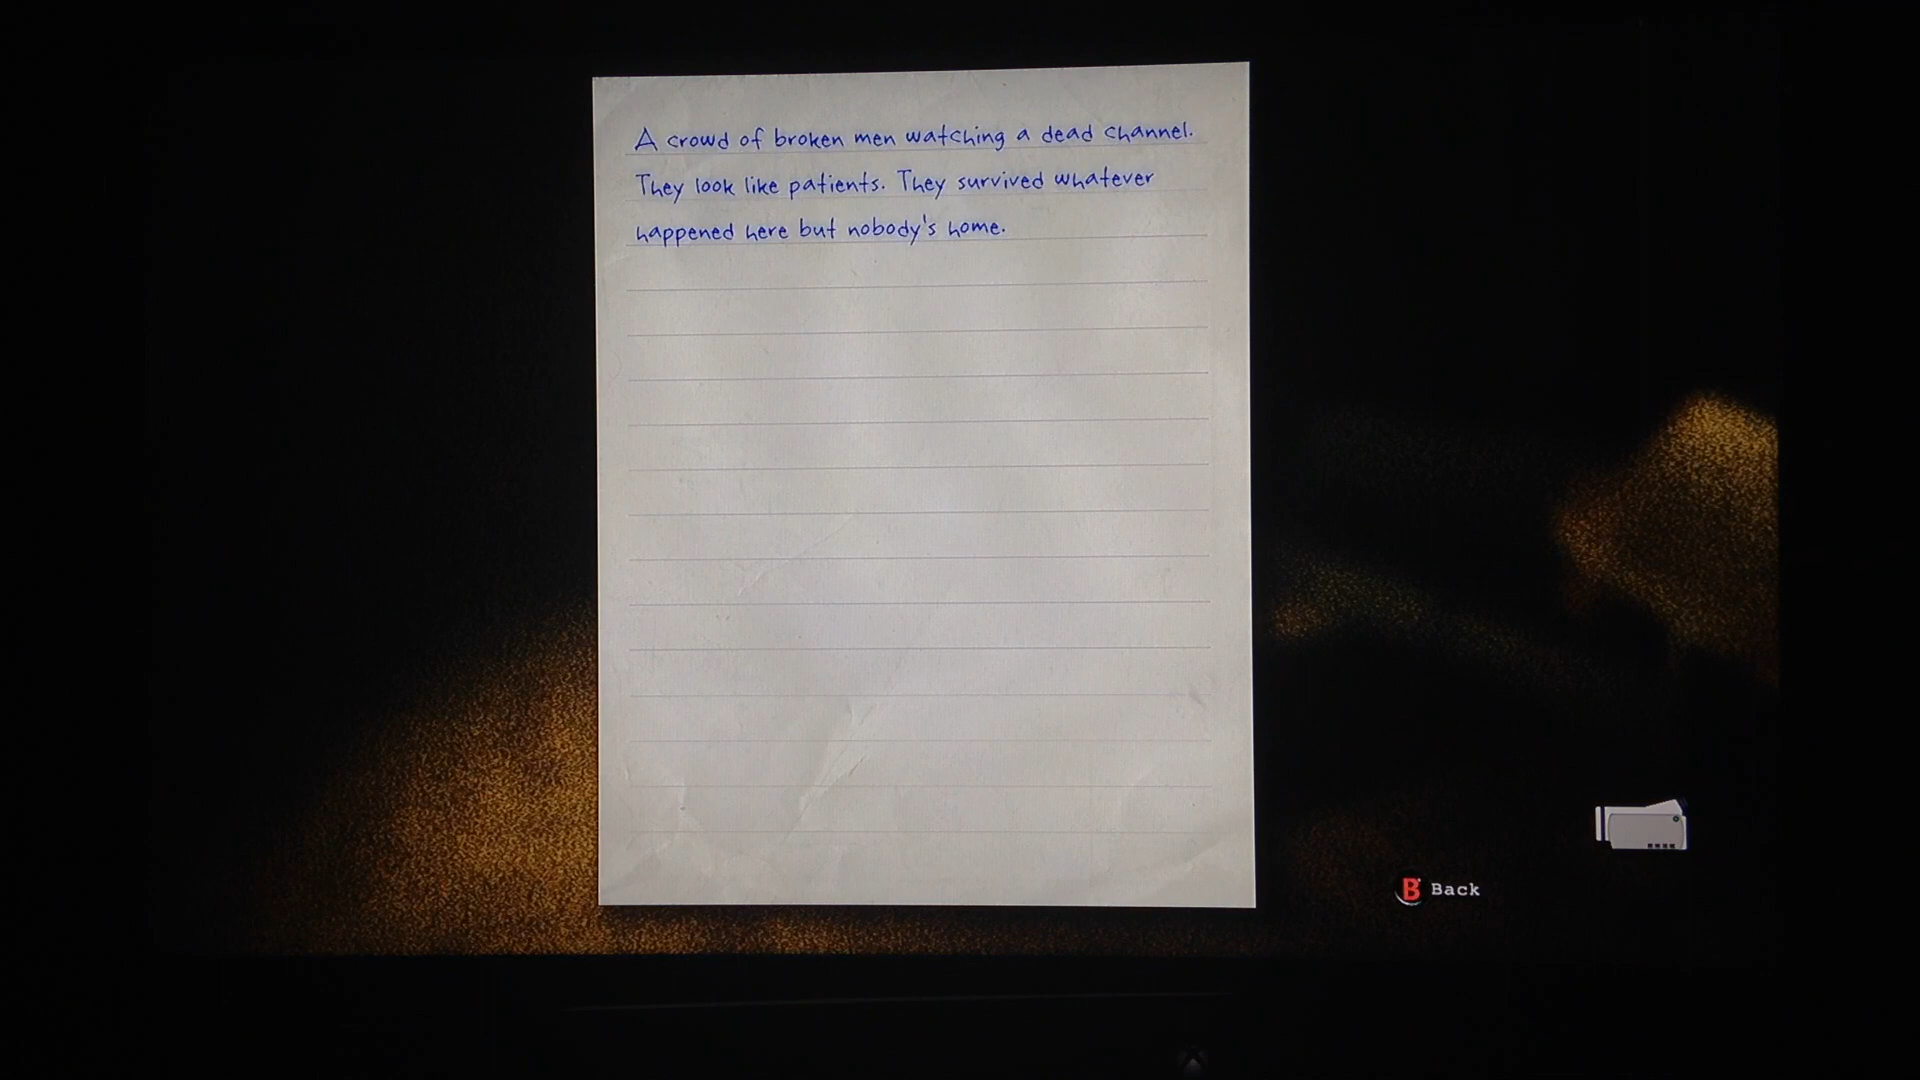 A crowd of broken men watching a dead channel.
They look like patients. They survived whatever
happened here but nobody's home.
B Back